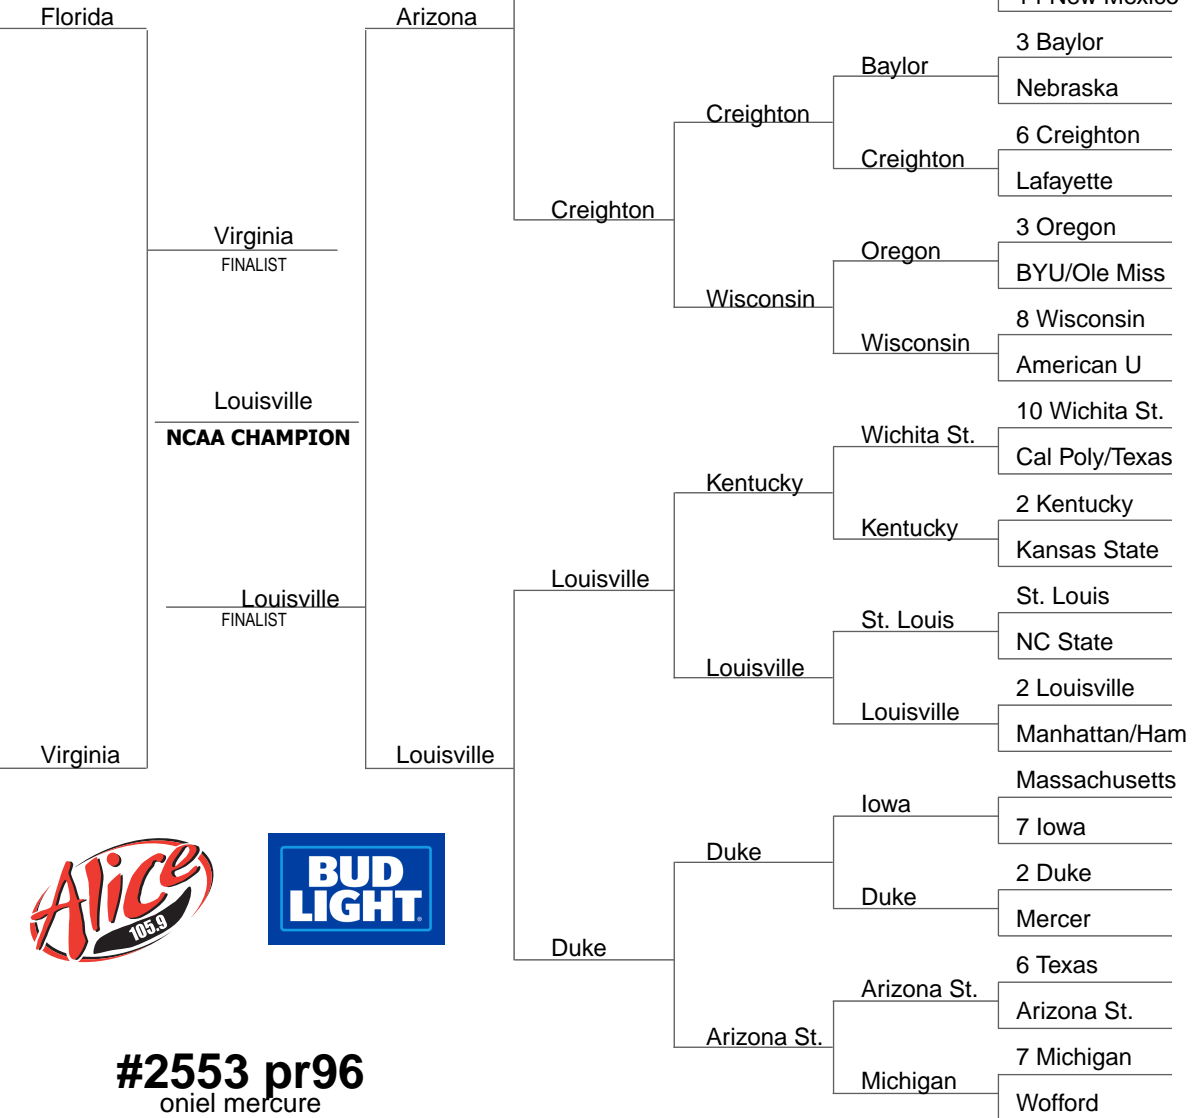 Florida
Arizona
3 Baylor
Baylor
Nebraska
Creighton
6 Creighton
Creighton
Lafayette
Creighton
3 Oregon
Virginia
Oregon
FINALIST
BYU/Ole Miss
Wisconsin
8 Wisconsin
Wisconsin
American U
Louisville
10 Wichita St.
NCAA CHAMPION
Wichita St.
Cal Poly/Texas
Kentucky
2 Kentucky
Kentucky
Kansas State
Louisville
Louisville
St. Louis
FINALIST
St. Louis
NC State
Louisville
2 Louisville
Louisville
Manhattan/Ham
Virginia
Louisville
Massachusetts
Iowa
7 Iowa
Duke
2 Duke
Duke
Mercer
Duke
6 Texas
Arizona St.
Arizona St.
Arizona St.
7 Michigan
Michigan
Wofford
Alice
105.9
BUD
LIGHT
#2553 pr96
oniel mercure